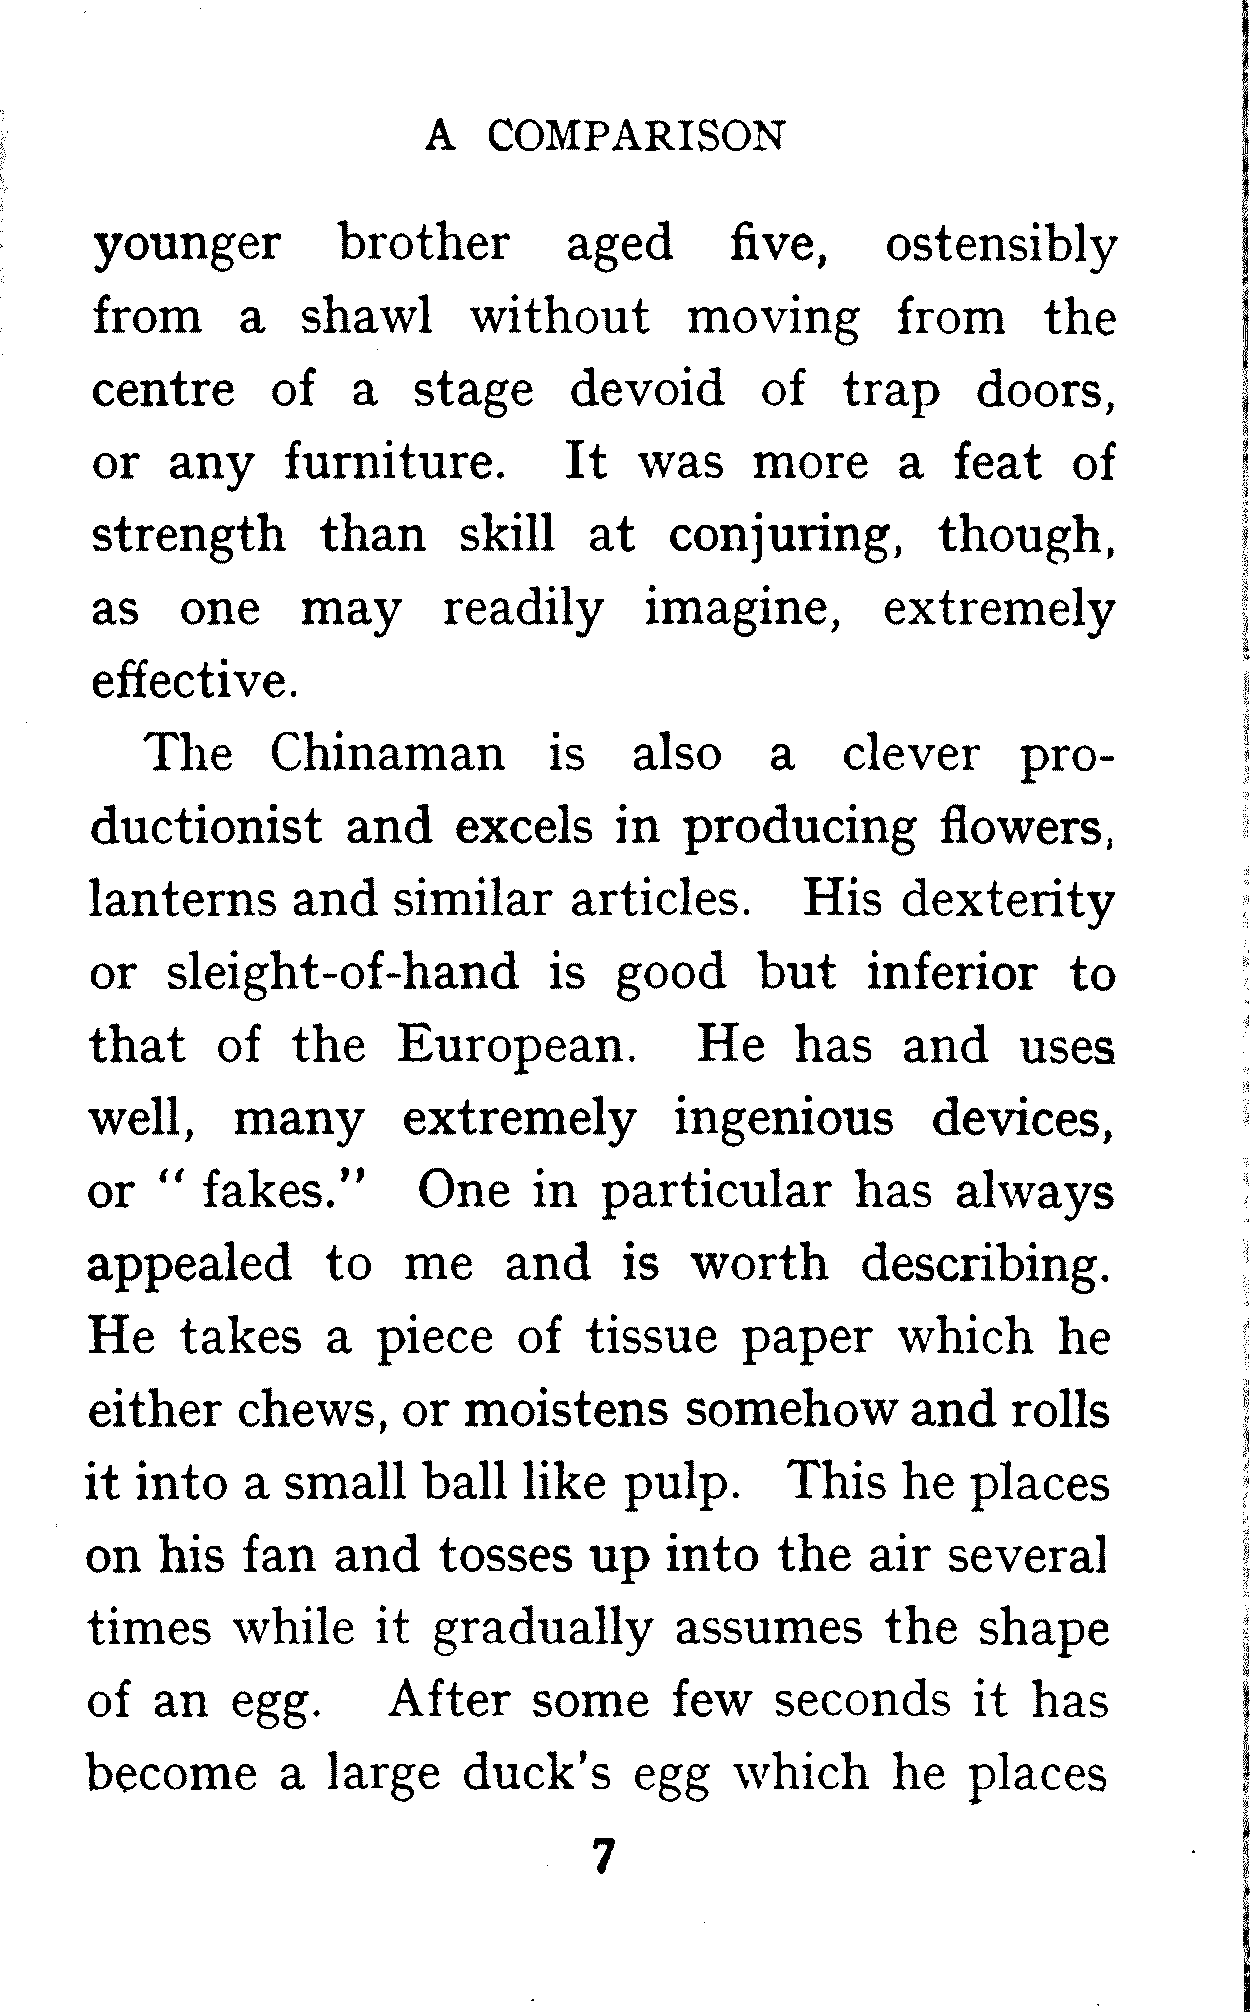 A COMPARISON
younger brother aged five, ostensibly
from a shawl without moving from the
centre of a stage devoid of trap doors,
or any furniture. It was more a feat of
strength than skill at conjuring, though,
as one may readily imagine, extremely
effective.
The Chinaman is also a clever pro-
ductionist and excels in producing flowers,
lanterns and similar articles. His dexterity
or sleight-of-hand is good but inferior to
that of the European. He has and uses
well, many extremely ingenious devices,
or “ fakes.” One in particular has always
appealed to me and is worth describing.
He takes a piece of tissue paper which he
either chews, or moistens somehow and rolls
it into a small ball like pulp. This he places
on his fan and tosses up into the air several
times while it gradually assumes the shape
of an egg. After some few seconds it has
become a large duck's egg which he places
7